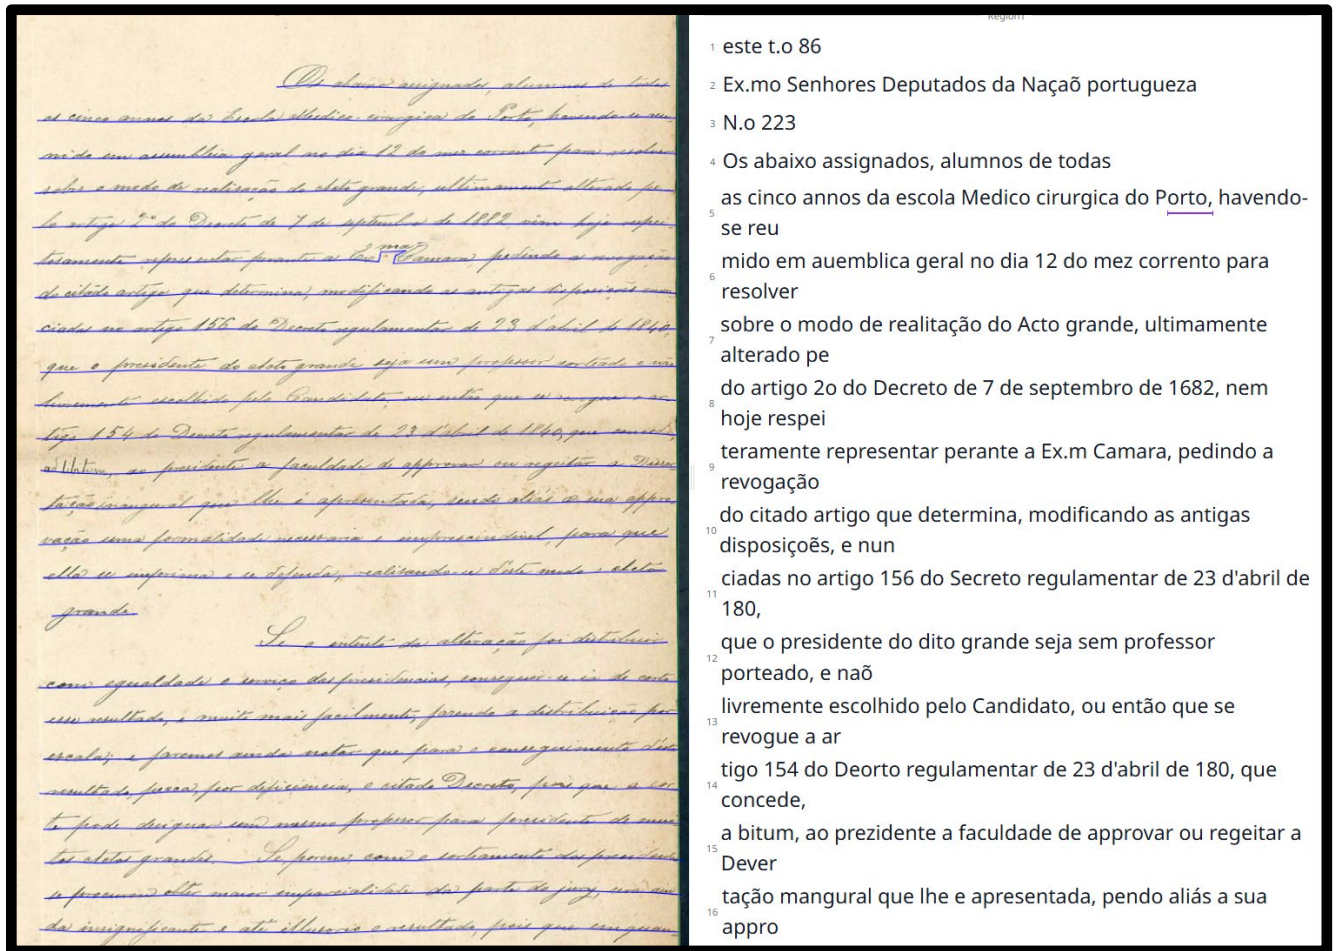 Os abaixo assignados, alumnos de todos
os cinco annos da Escola Medico-cirurgica do Porto, havendo-se reu-
nido em assembleia geral no dia 12 do mez corrente para resolver
sobre o modo de realisação do Acto grande, ultimamente alterado pe-
lo artigo 2º do Decreto de 7 de septembro de 1882 vêm hoje respei-
tosamente representar perante a Ex.ma Camara, pedindo a revogação
do citado artigo que determina, modificando as antigas disposições enun-
ciadas no artigo 156 do Decreto regulamentar de 23 d'abril de 1840,
que o presidente do Acto grande seja um professor sorteado e não
livremente escolhido pelo Candidato, ou então que se revogue o ar-
tigo 154 do Decreto regulamentar de 23 d'abril de 1840, que concede,
ad libitum, ao presidente a faculdade de approvar ou regeitar a Disser-
tação inaugural que lhe é apresentada, sendo aliás a sua appro-
vação uma formalidade necessaria e imprescindivel, para que
ella se imprima e se defenda, realisando-se d'este modo o Acto
grande.
Se o intuito da alteração foi distribuir
com egualdade o serviço das presidencias, conseguir-se-ia de certo
esse resultado, e muito mais facilmente, fazendo a distribuição por
escala; e faremos ainda notar que para o conseguimento d'este
resultado, pecca, por deficiencia, o citado Decreto, pois que a sor-
te pode designar um mesmo professor para presidente de mui-
tos Actos grandes. Se porem, com o sorteamento dos presidentes
se procurou obter maior imparcialidade da parte do jury, será ain-
da insignificante e até illusorio o resultado, pois que emquan-
Region1
1 este t.o 86
2 Ex.mo Senhores Deputados da Naçaõ portugueza
3 N.o 223
4 Os abaixo assignados, alumnos de todas
5 as cinco annos da escola Medico cirurgica do Porto, havendo-
se reu
6 mido em auemblica geral no dia 12 do mez corrento para
resolver
7 sobre o modo de realitação do Acto grande, ultimamente
alterado pe
8 do artigo 2o do Decreto de 7 de septembro de 1682, nem
hoje respei
9 teramente representar perante a Ex.m Camara, pedindo a
revogação
10 do citado artigo que determina, modificando as antigas
disposiçoẽs, e nun
11 ciadas no artigo 156 do Secreto regulamentar de 23 d'abril de
180,
12 que o presidente do dito grande seja sem professor
porteado, e naõ
13 livremente escolhido pelo Candidato, ou então que se
revogue a ar
14 tigo 154 do Deorto regulamentar de 23 d'abril de 180, que
concede,
15 a bitum, ao prezidente a faculdade de approvar ou regeitar a
Dever
16 tação mangural que lhe e apresentada, pendo aliás a sua
appro